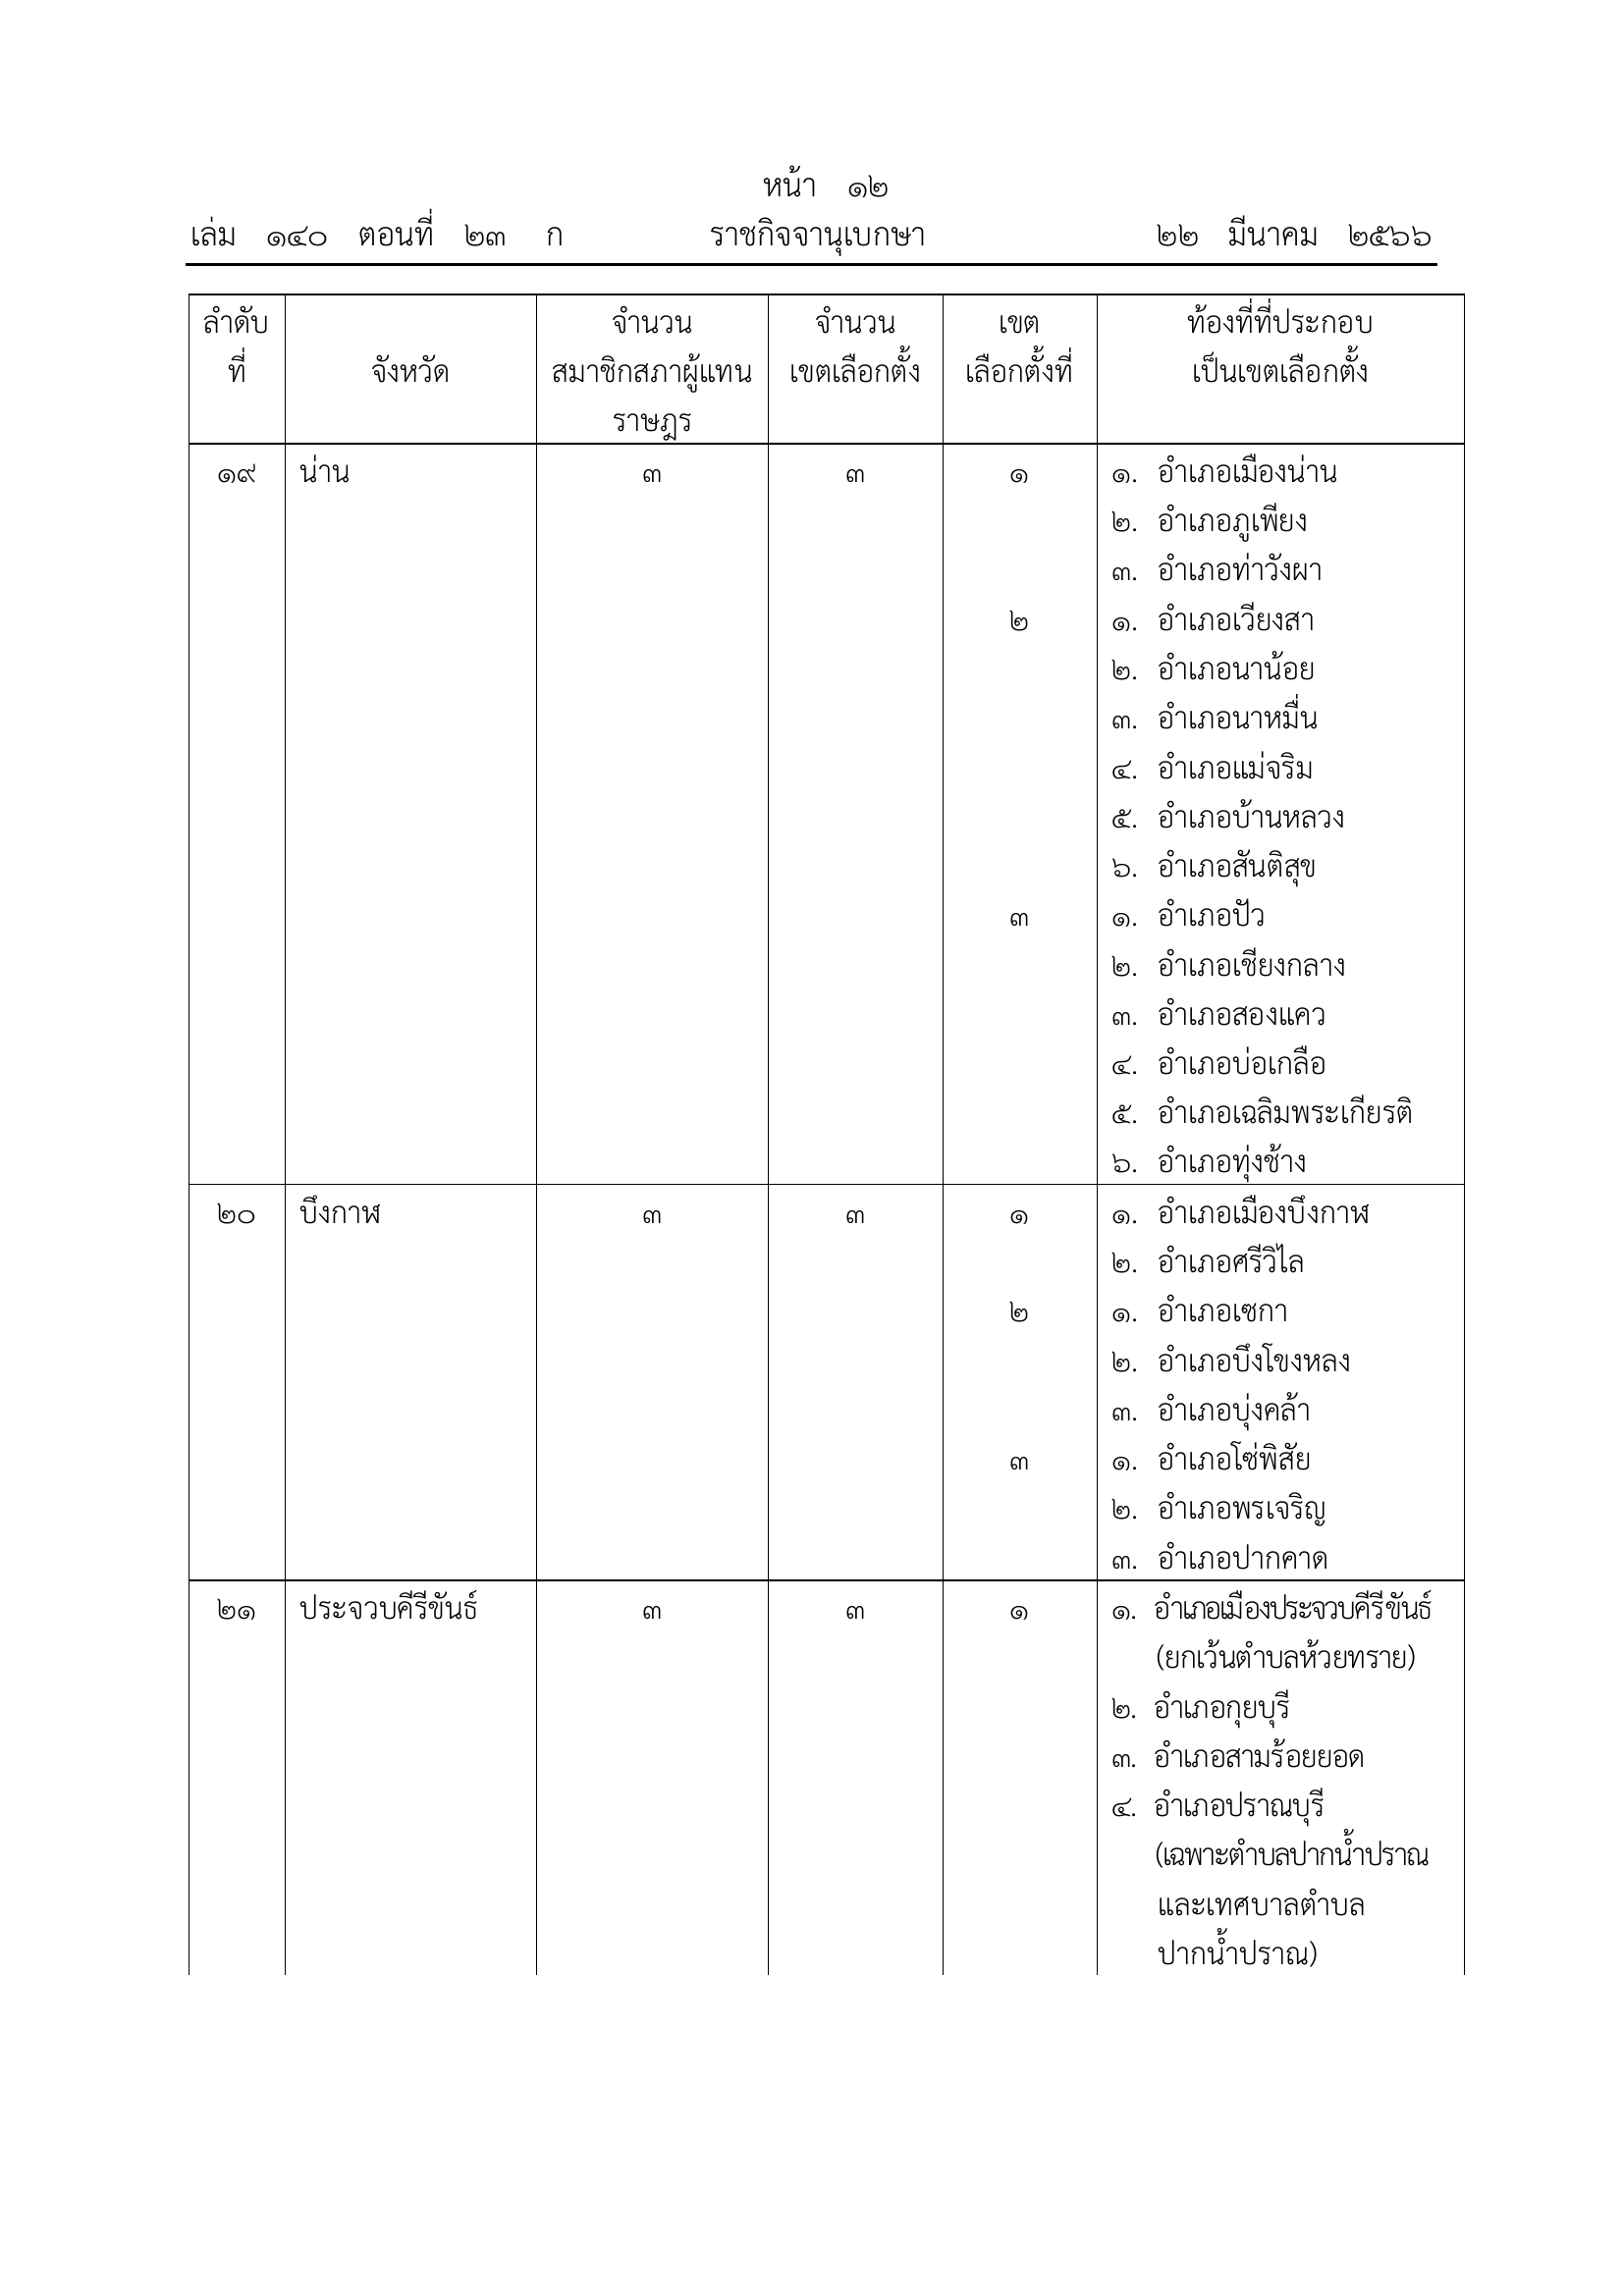 หน้า ๑๒
เล่ม ๑๔๐ ตอนที่ ๒๓ ก ราชกิจจานุเบกษา ๒๒ มีนาคม ๒๕๖๖
ลำดับ จำนวน จำนวน เขต ท้องที่ที่ประกอบ
ที่ จังหวัด สมาชิกสภาผู้แทน เขตเลือกตั้ง เลือกตั้งที่ เป็นเขตเลือกตั้ง
ราษฎร
๑๙ น่าน ๓ ๓ ๑ ๑. อำเภอเมืองน่าน
๒. อำเภอภูเพียง
๓. อำเภอท่าวังผา
๒ ๑. อำเภอเวียงสา
๒. อำเภอนาน้อย
๓. อำเภอนาหมื่น
๔. อำเภอแม่จริม
๕. อำเภอบ้านหลวง
๖. อำเภอสันติสุข
๓ ๑. อำเภอปัว
๒. อำเภอเชียงกลาง
๓. อำเภอสองแคว
๔. อำเภอบ่อเกลือ
๕. อำเภอเฉลิมพระเกียรติ
๖. อำเภอทุ่งช้าง
๒๐ บึงกาฬ ๓ ๓ ๑ ๑. อำเภอเมืองบึงกาฬ
๒. อำเภอศรีวิไล
๒ ๑. อำเภอเซกา
๒. อำเภอบึงโขงหลง
๓. อำเภอบุ่งคล้า
๓ ๑. อำเภอโซ่พิสัย
๒. อำเภอพรเจริญ
๓. อำเภอปากคาด
๒๑ ประจวบคีรีขันธ์ ๓ ๓ ๑ ๑. อำเภอเมืองประจวบคีรีขันธ์
(ยกเว้นตำบลห้วยทราย)
๒. อำเภอกุยบุรี
๓. อำเภอสามร้อยยอด
๔. อำเภอปราณบุรี
(เฉพาะตำบลปากน้ำปราณ
และเทศบาลตำบล
ปากน้ำปราณ)